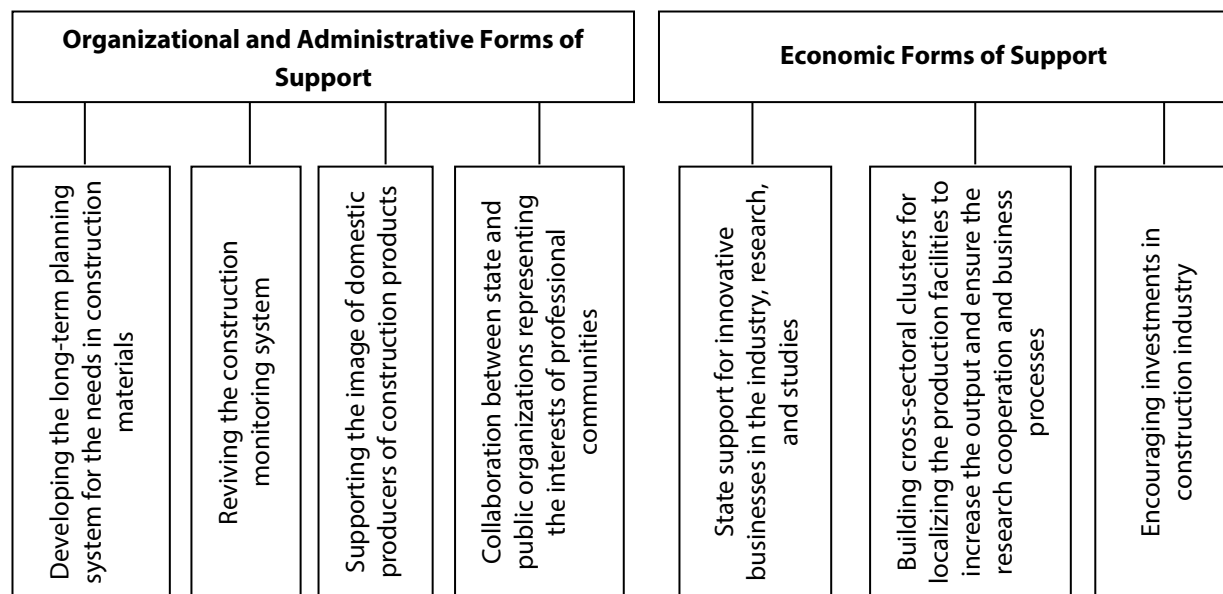 Organizational and Administrative Forms of
Support
Economic Forms of Support
Developing the long-term planning
system for the needs in construction
materials
Reviving the construction
monitoring system
Supporting the image of domestic
producers of construction products
Collaboration between state and
public organizations representing
the interests of professional
communities
State support for innovative
businesses in the industry, research,
and studies
Building cross-sectoral clusters for
localizing the production facilities to
increase the output and ensure the
research cooperation and business
processes
Encouraging investments in
construction industry